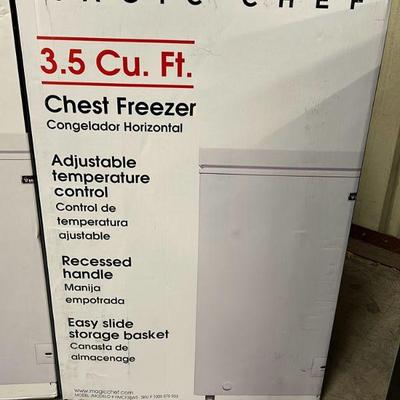 CHEF
3.5 Cu. Ft.
Chest Freezer
Congelador Horizontal
Adjustable
temperature
control
Control de
temperatura
ajustable
Recessed
handle
Manija
empotrada
Easy slide
storage basket
Canasta de
almacenage
www.magicchef.com